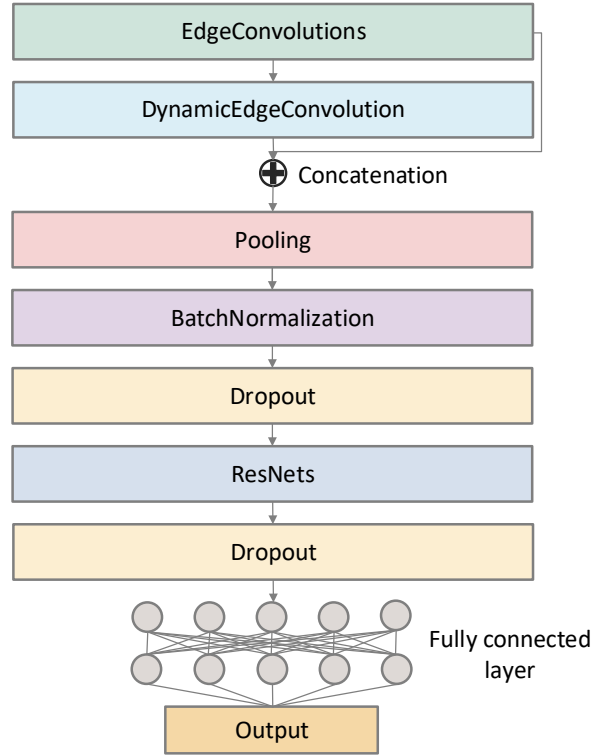 EdgeConvolutions
DynamicEdgeConvolution
Concatenation
Pooling
BatchNormalization
Dropout
ResNets
Dropout
Fully connected
layer
Output